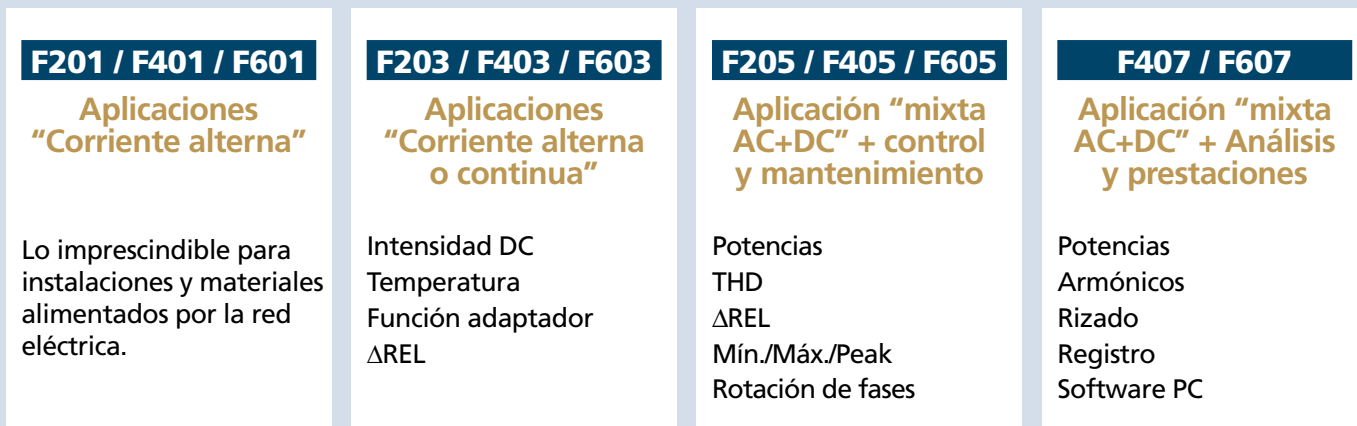 F201 / F401 / F601
Aplicaciones
“Corriente alterna”
Lo imprescindible para
instalaciones y materiales
alimentados por la red
eléctrica.
F203 / F403 / F603
Aplicaciones
“Corriente alterna
o continua”
Intensidad DC
Temperatura
Función adaptador
∆REL
F205 / F405 / F605
Aplicación “mixta
AC+DC” + control
y mantenimiento
Potencias
THD
∆REL
Mín./Máx./Peak
Rotación de fases
F407 / F607
Aplicación “mixta
AC+DC” + Análisis
y prestaciones
Potencias
Armónicos
Rizado
Registro
Software PC